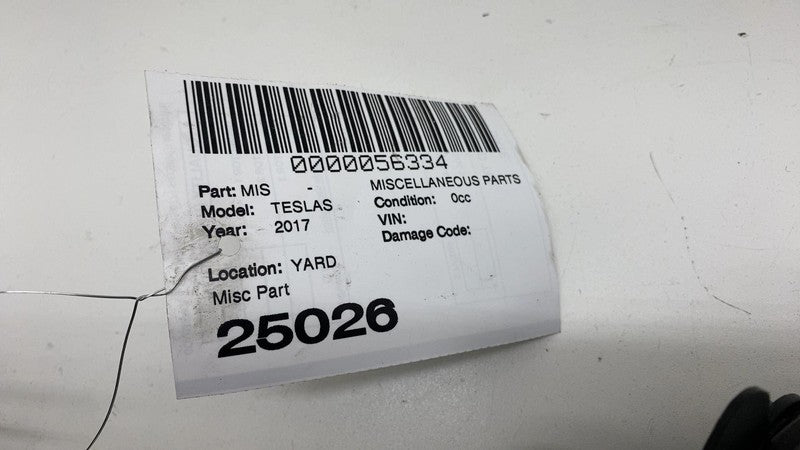 0000056334
Part: MIS - MISCELLANEOUS PARTS
Model: TESLAS Condition: 0cc
Year: 2017 VIN:
Damage Code:
Location: YARD
Misc Part
25026